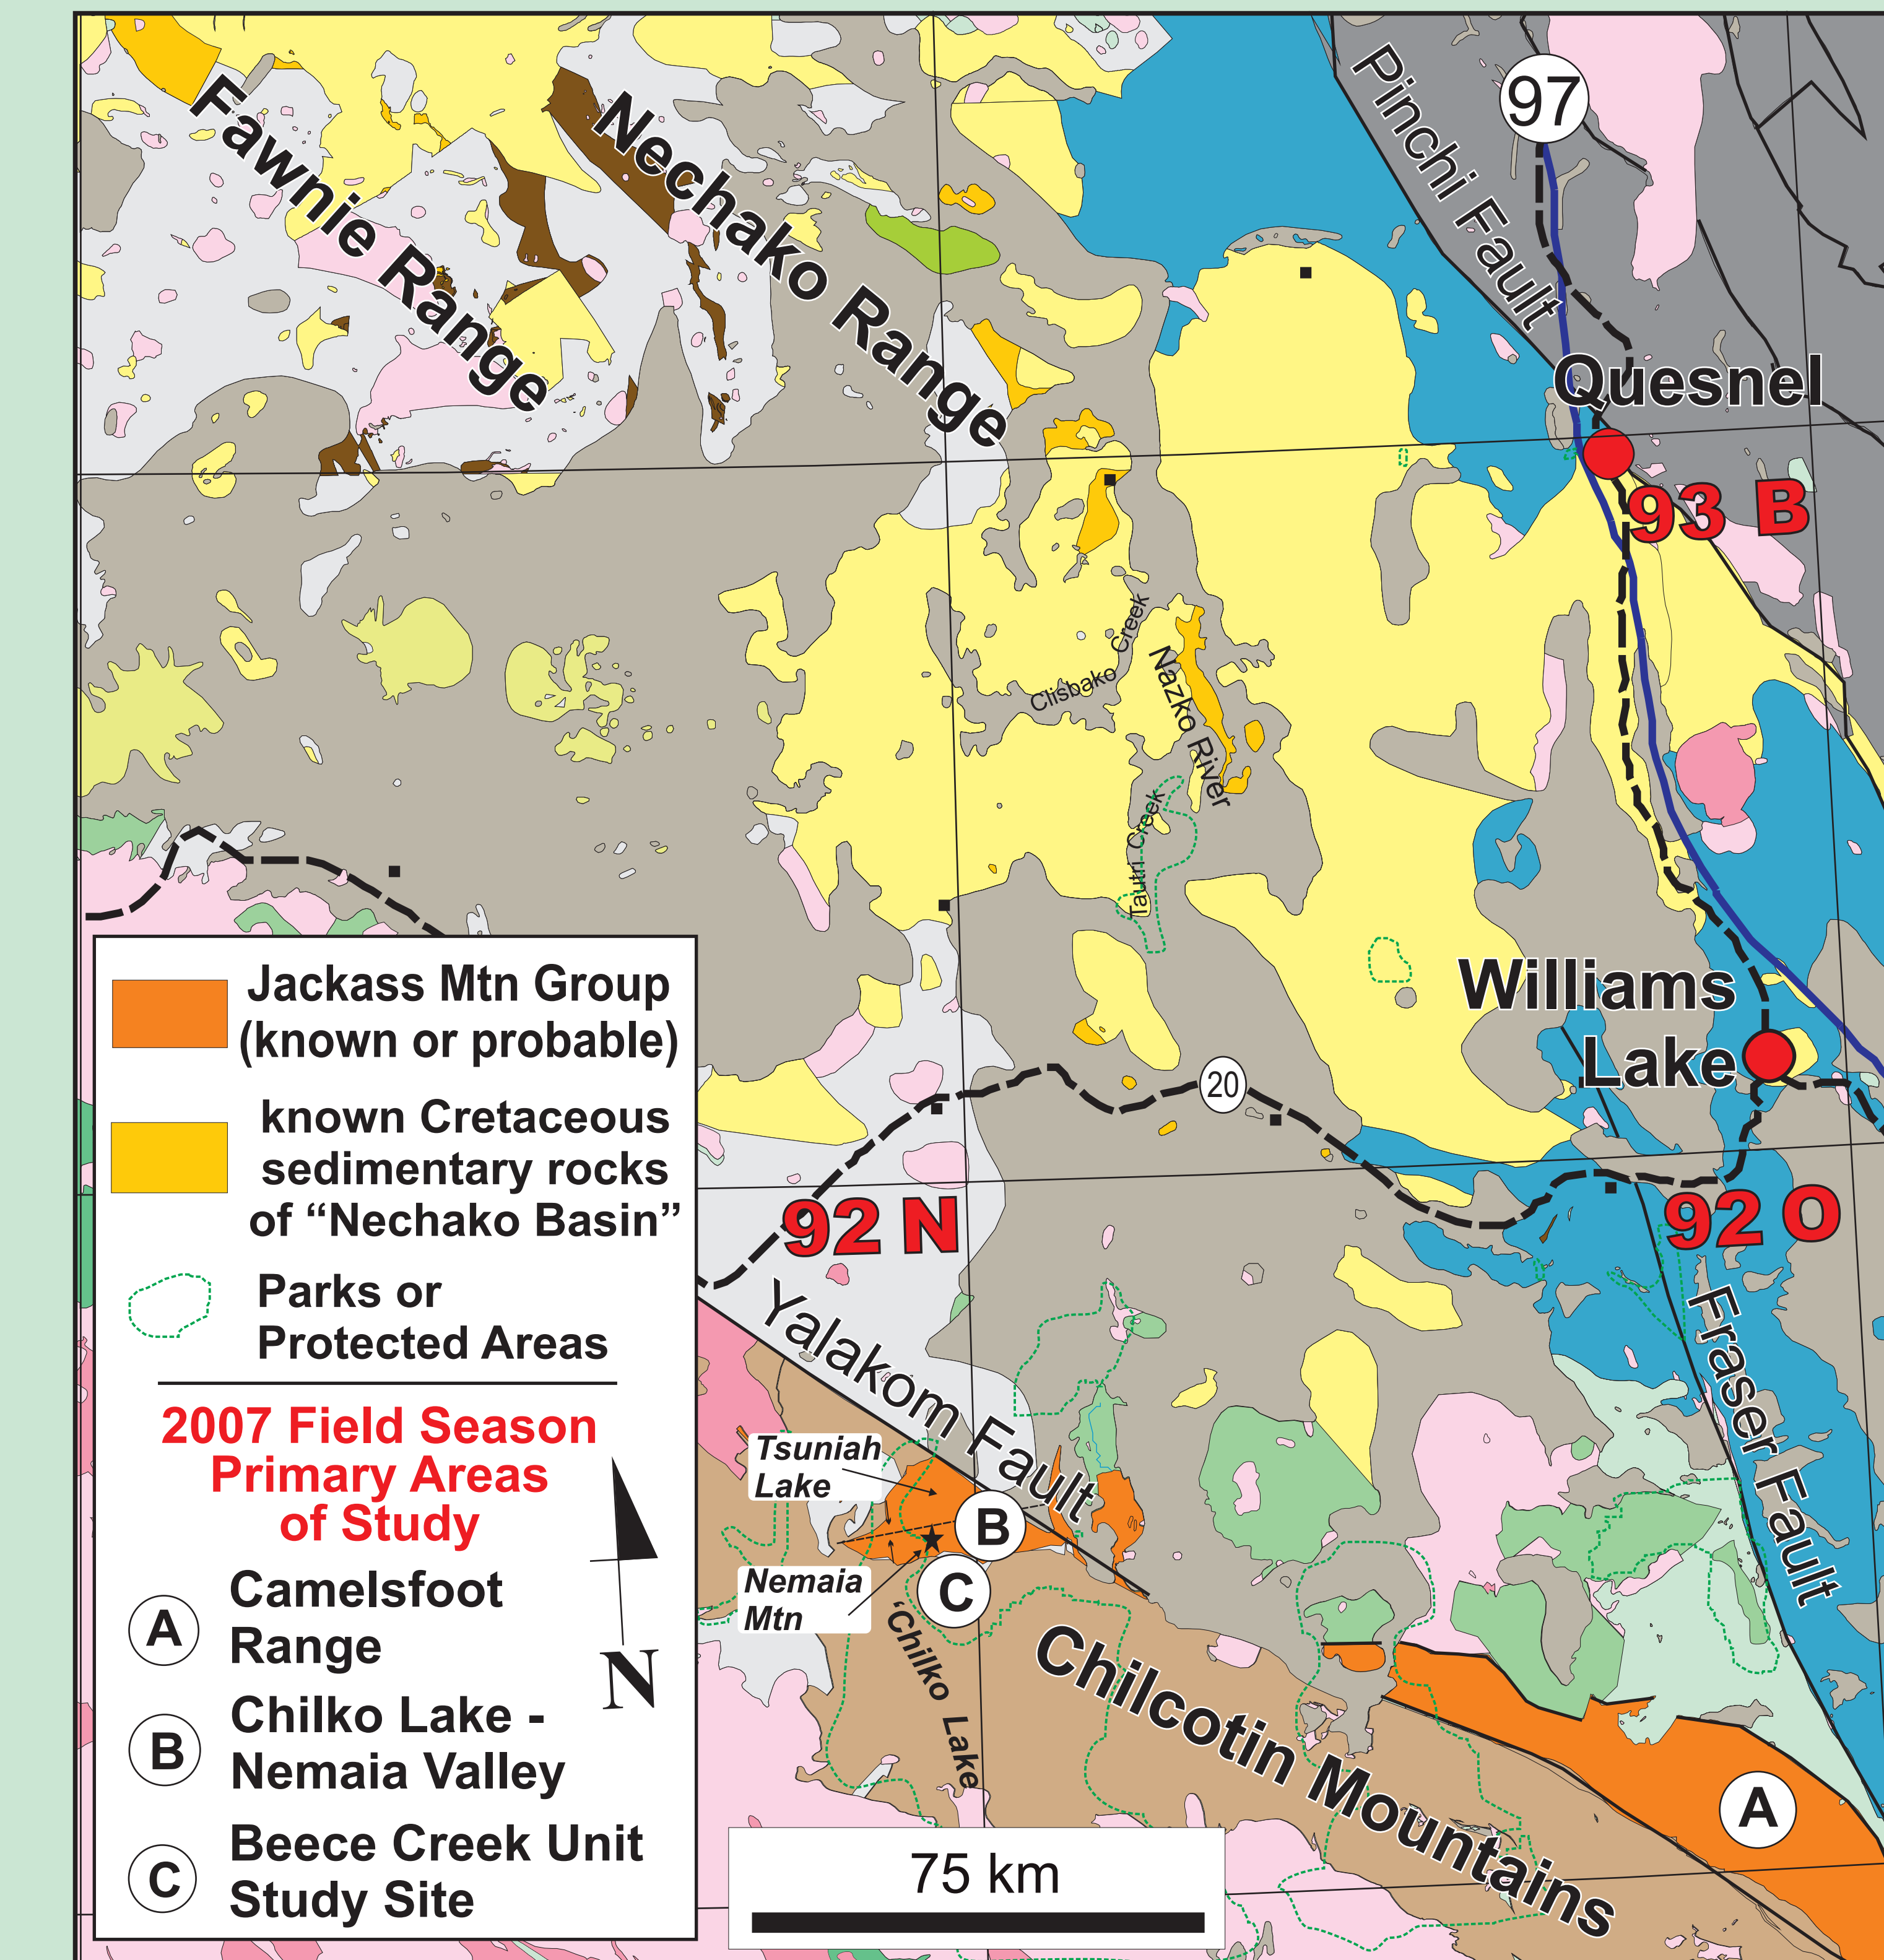 Fawnie Range
Nechako Range
Pinchi Fault
97
Quesnel
93 B
Clisbako Creek
Nazko River
Tautri Creek
Williams
Lake
20
92 N
92 O
Yalakom Fault
Fraser Fault
Tsuniah
Lake
B
Nemaia
Mtn
C
'Chilko Lake
Chilcotin Mountains
A
75 km
Jackass Mtn Group
(known or probable)
known Cretaceous
sedimentary rocks
of “Nechako Basin”
Parks or
Protected Areas
2007 Field Season
Primary Areas
of Study
N
A Camelsfoot
Range
B Chilko Lake -
Nemaia Valley
C Beece Creek Unit
Study Site